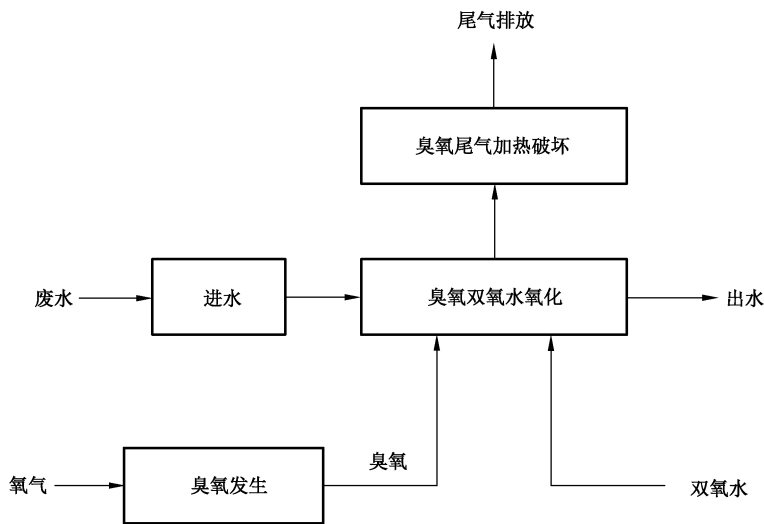 尾气排放
臭氧尾气加热破坏
废水
进水
臭氧双氧水氧化
出水
臭氧
氧气
臭氧发生
双氧水